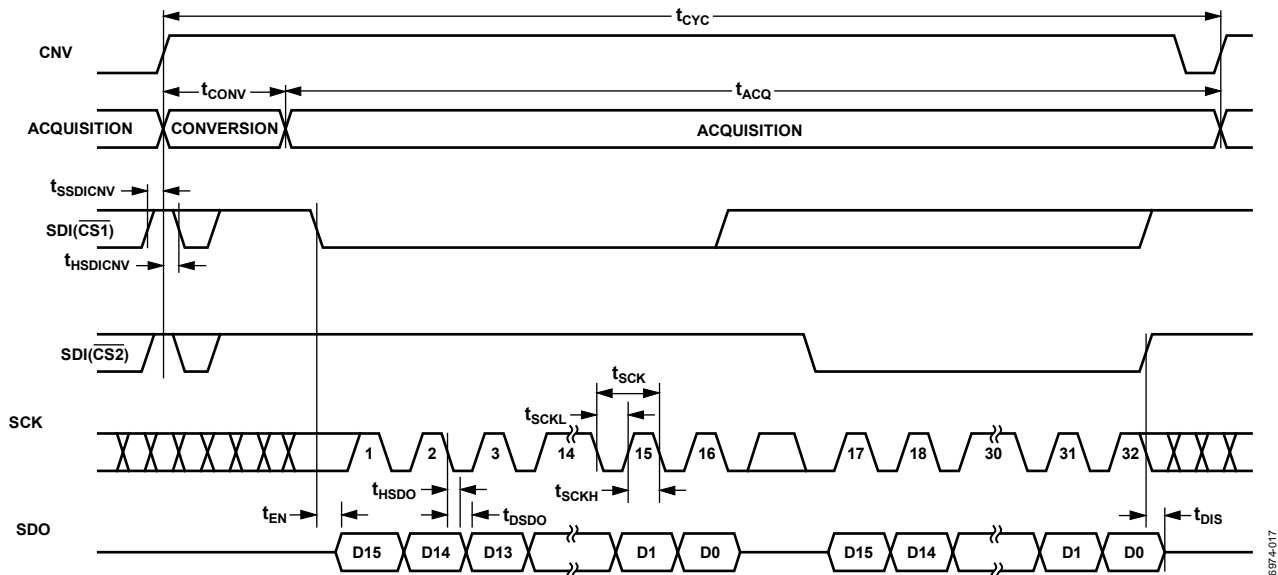 tCYC
CNV
tCONV
tACQ
ACQUISITION
CONVERSION
ACQUISITION
tSSDICNV
SDI(CS1)
tHSDICNV
SDI(CS2)
tSCK
tSCKL
SCK
1 2 3 14 15 16 17 18 30 31 32
tHSDO
tSCKH
tEN
tDSDO
tDIS
SDO
D15 D14 D13 D1 D0 D15 D14 D1 D0
6974-017